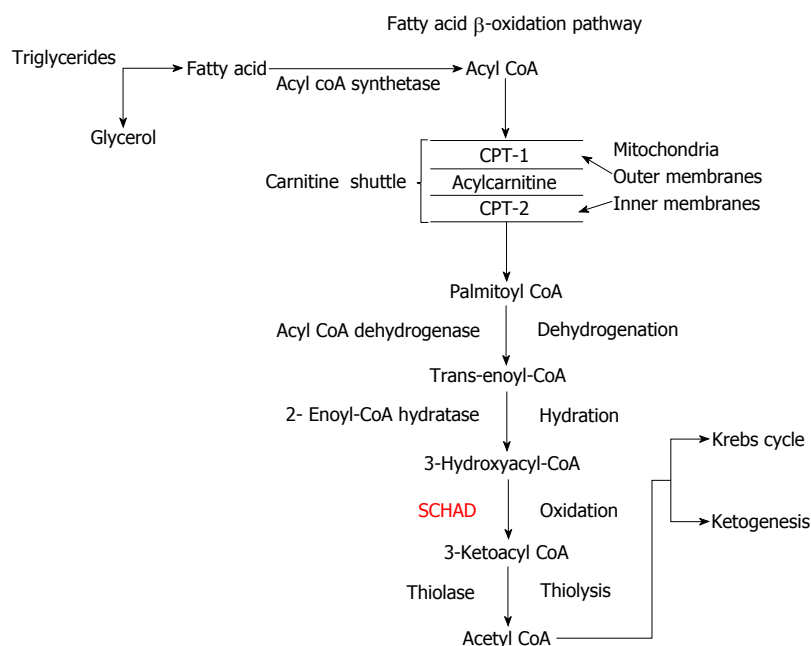 Fatty acid β-oxidation pathway
Triglycerides
Fatty acid
Acyl coA synthetase
Acyl CoA
Glycerol
Carnitine shuttle
CPT-1
Acylcarnitine
CPT-2
Mitochondria
Outer membranes
Inner membranes
Palmitoyl CoA
Acyl CoA dehydrogenase
Dehydrogenation
Trans-enoyl-CoA
2- Enoyl-CoA hydratase
Hydration
3-Hydroxyacyl-CoA
SCHAD
Oxidation
3-Ketoacyl CoA
Thiolase
Thiolysis
Acetyl CoA
Krebs cycle
Ketogenesis